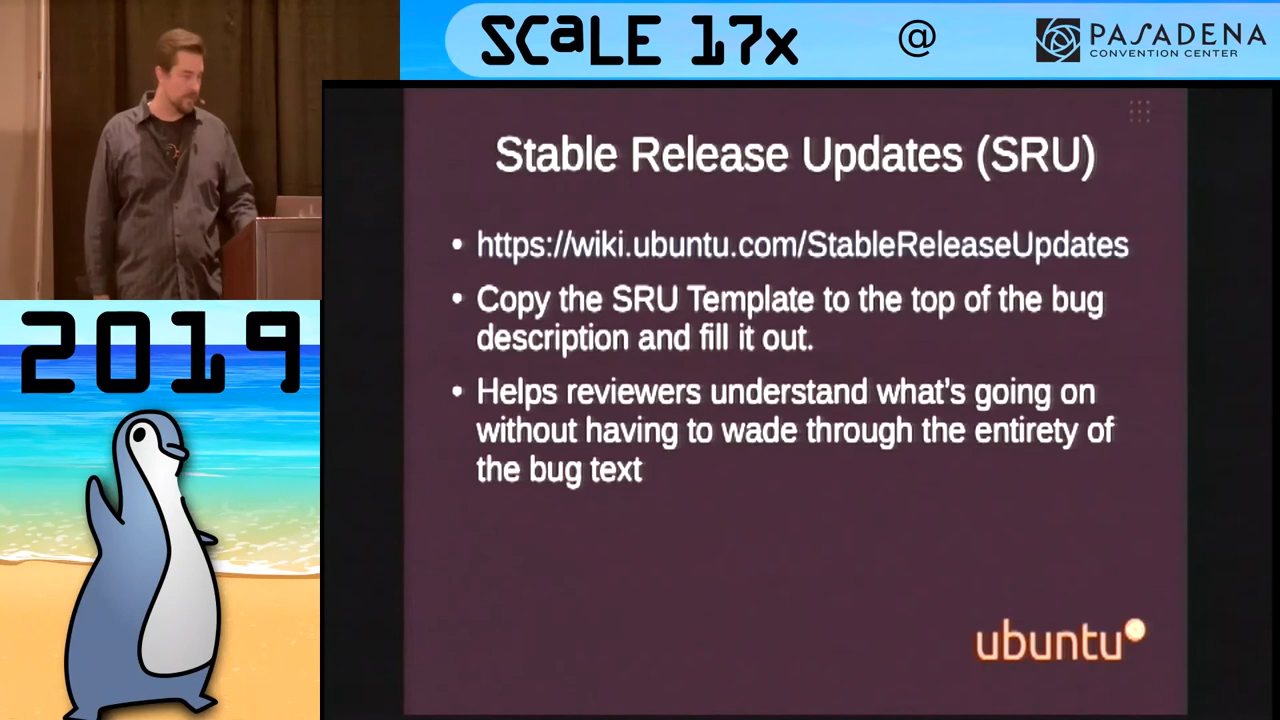 SCaLE 17x @ PASADENA
CONVENTION CENTER
2019
Stable Release Updates (SRU)
• https://wiki.ubuntu.com/StableReleaseUpdates
• Copy the SRU Template to the top of the bug
description and fill it out.
• Helps reviewers understand what's going on
without having to wade through the entirety of
the bug text
ubuntu